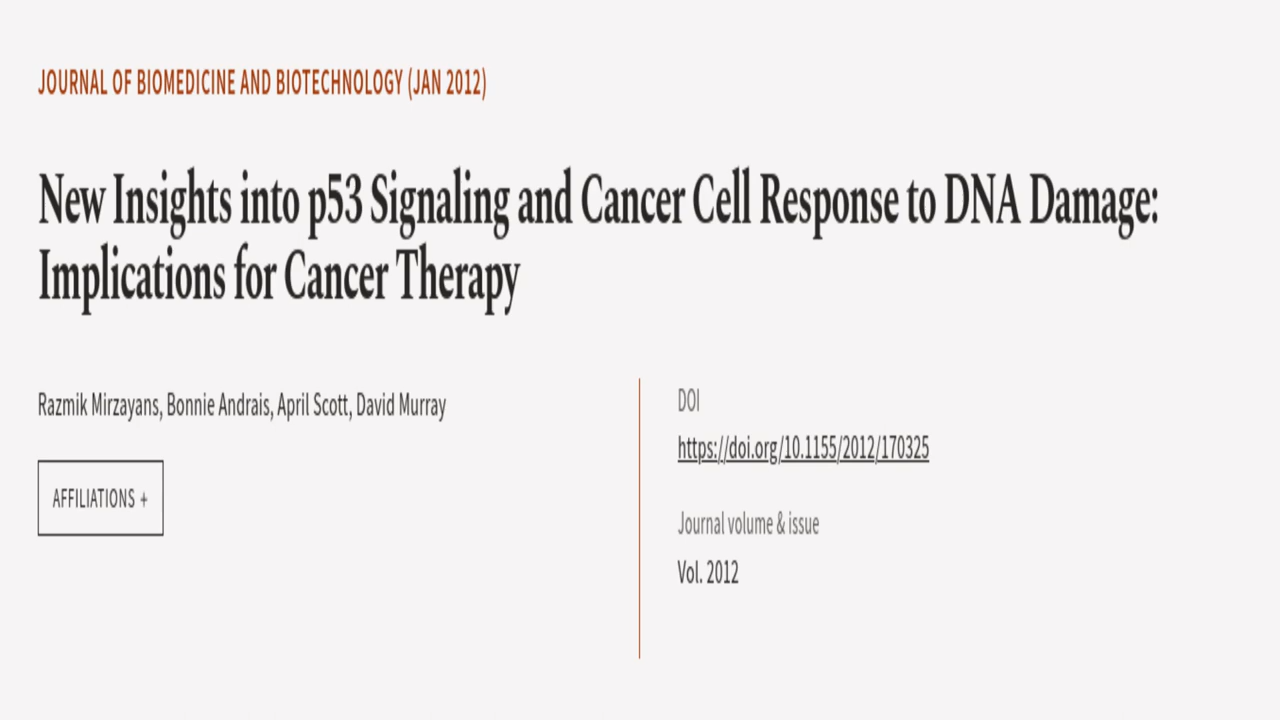 JOURNAL OF BIOMEDICINE AND BIOTECHNOLOGY (JAN 2012)
New Insights into p53 Signaling and Cancer Cell Response to DNA Damage:
Implications for Cancer Therapy
Razmik Mirzayans, Bonnie Andrais, April Scott, David Murray
AFFILIATIONS +
DOI
https://doi.org/10.1155/2012/170325
Journal volume & issue
Vol. 2012